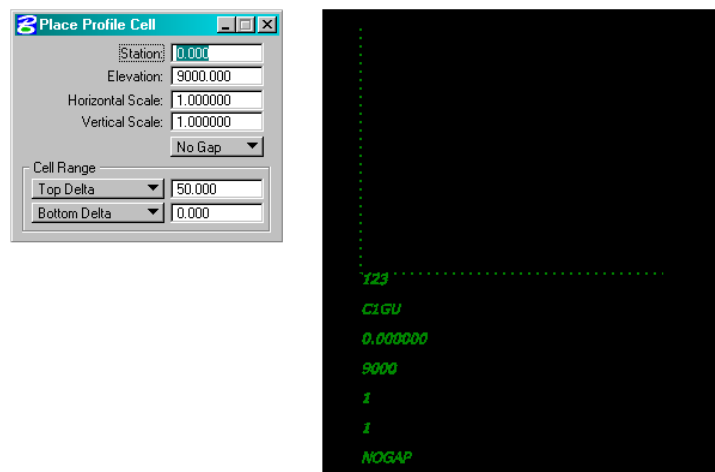 Place Profile Cell
Station: 0.000
Elevation: 9000.000
Horizontal Scale: 1.000000
Vertical Scale: 1.000000
No Gap
Cell Range
Top Delta 50.000
Bottom Delta 0.000
123
C1GU
0.000000
9000
1
1
NOGAP